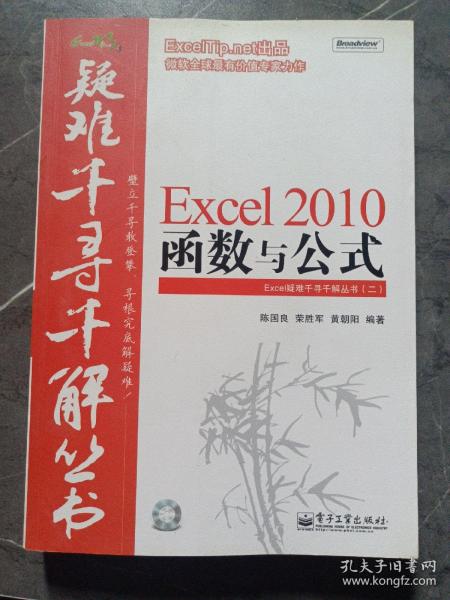 ExcelTip.net出品
微软全球最有价值专家力作
Broadview®
疑难千寻千解丛书
壁立千寻敢登攀，寻根究底解疑难！
Excel 2010
函数与公式
Excel疑难千寻千解丛书（二）
陈国良 荣胜军 黄朝阳 编著
电子工业出版社
孔夫子旧书网
www.kongfz.com